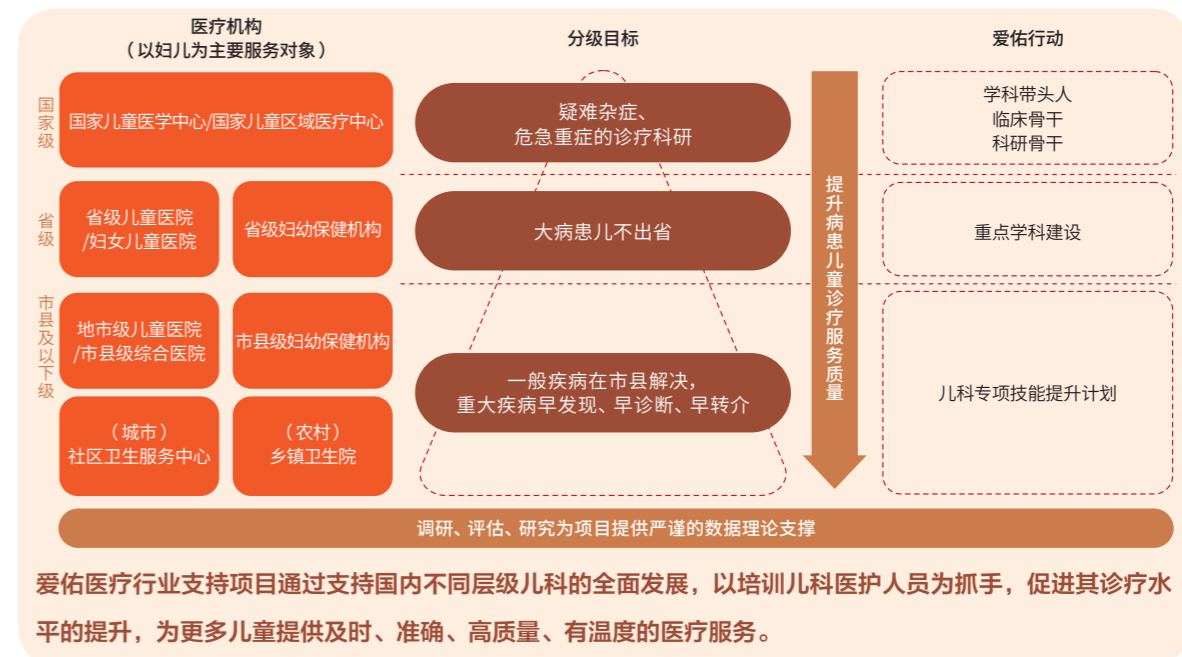 医疗机构
（以妇儿为主要服务对象）
分级目标
爱佑行动
国家级
国家儿童医学中心/国家儿童区域医疗中心
疑难杂症、
危急重症的诊疗科研
学科带头人
临床骨干
科研骨干
省级
省级儿童医院
/妇女儿童医院
省级妇幼保健机构
大病患儿不出省
重点学科建设
市县及以下级
地市级儿童医院
/市县级综合医院
市县级妇幼保健机构
（城市）
社区卫生服务中心
（农村）
乡镇卫生院
一般疾病在市县解决，
重大疾病早发现、早诊断、早转介
儿科专项技能提升计划
提升病患儿童诊疗服务质量
调研、评估、研究为项目提供严谨的数据理论支撑
爱佑医疗行业支持项目通过支持国内不同层级儿科的全面发展，以培训儿科医护人员为抓手，促进其诊疗水
平的提升，为更多儿童提供及时、准确、高质量、有温度的医疗服务。